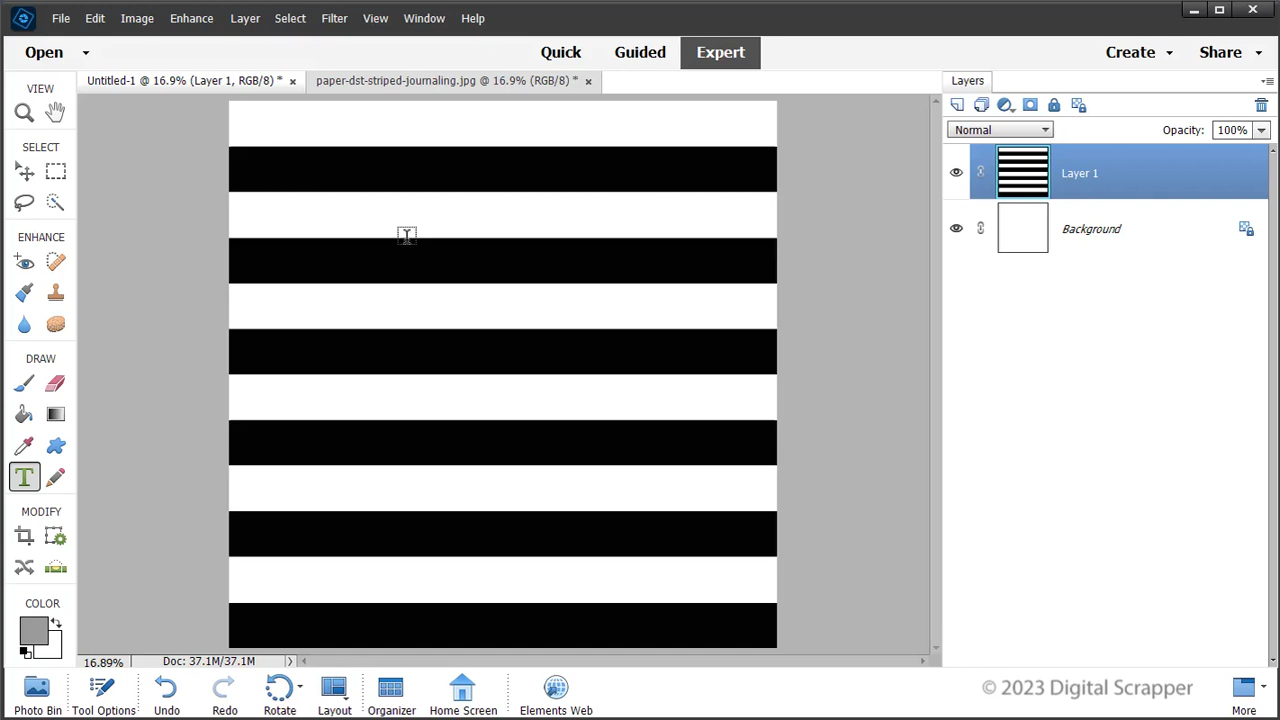 File Edit Image Enhance Layer Select Filter View Window Help
Open Quick Guided Expert Create Share
VIEW Untitled-1 @ 16.9% (Layer 1, RGB/8) * × paper-dst-striped-journaling.jpg @ 16.9% (RGB/8) * × Layers
Normal Opacity: 100%
SELECT
Layer 1
Background
ENHANCE
DRAW
T
MODIFY
COLOR
16.89% Doc: 37.1M/37.1M
Photo Bin Tool Options Undo Redo Rotate Layout Organizer Home Screen Elements Web More
© 2023 Digital Scrapper